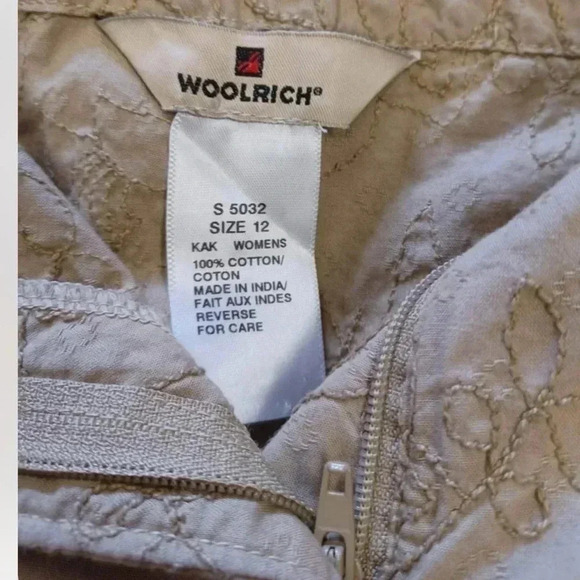 WOOLRICH®
S 5032
SIZE 12
KAK WOMENS
100% COTTON/
COTON
MADE IN INDIA/
FAIT AUX INDES
REVERSE
FOR CARE